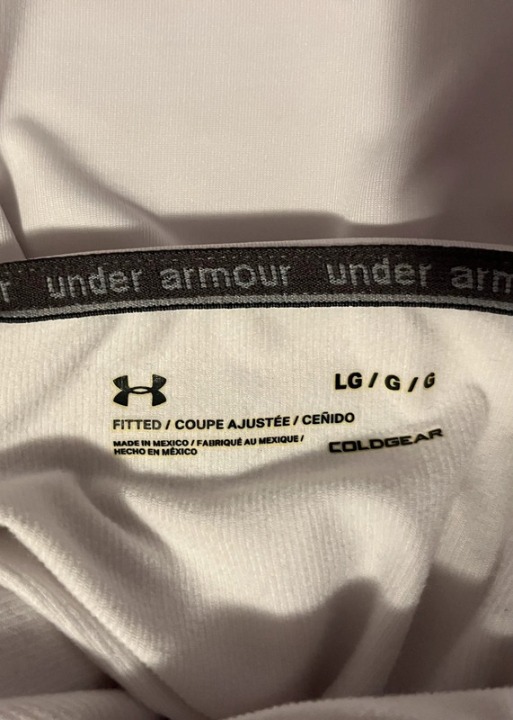 r under armour under arm
LG / G / G
FITTED / COUPE AJUSTÉE / CEÑIDO
MADE IN MEXICO / FABRIQUÉ AU MEXIQUE /
HECHO EN MÉXICO
COLDGEAR